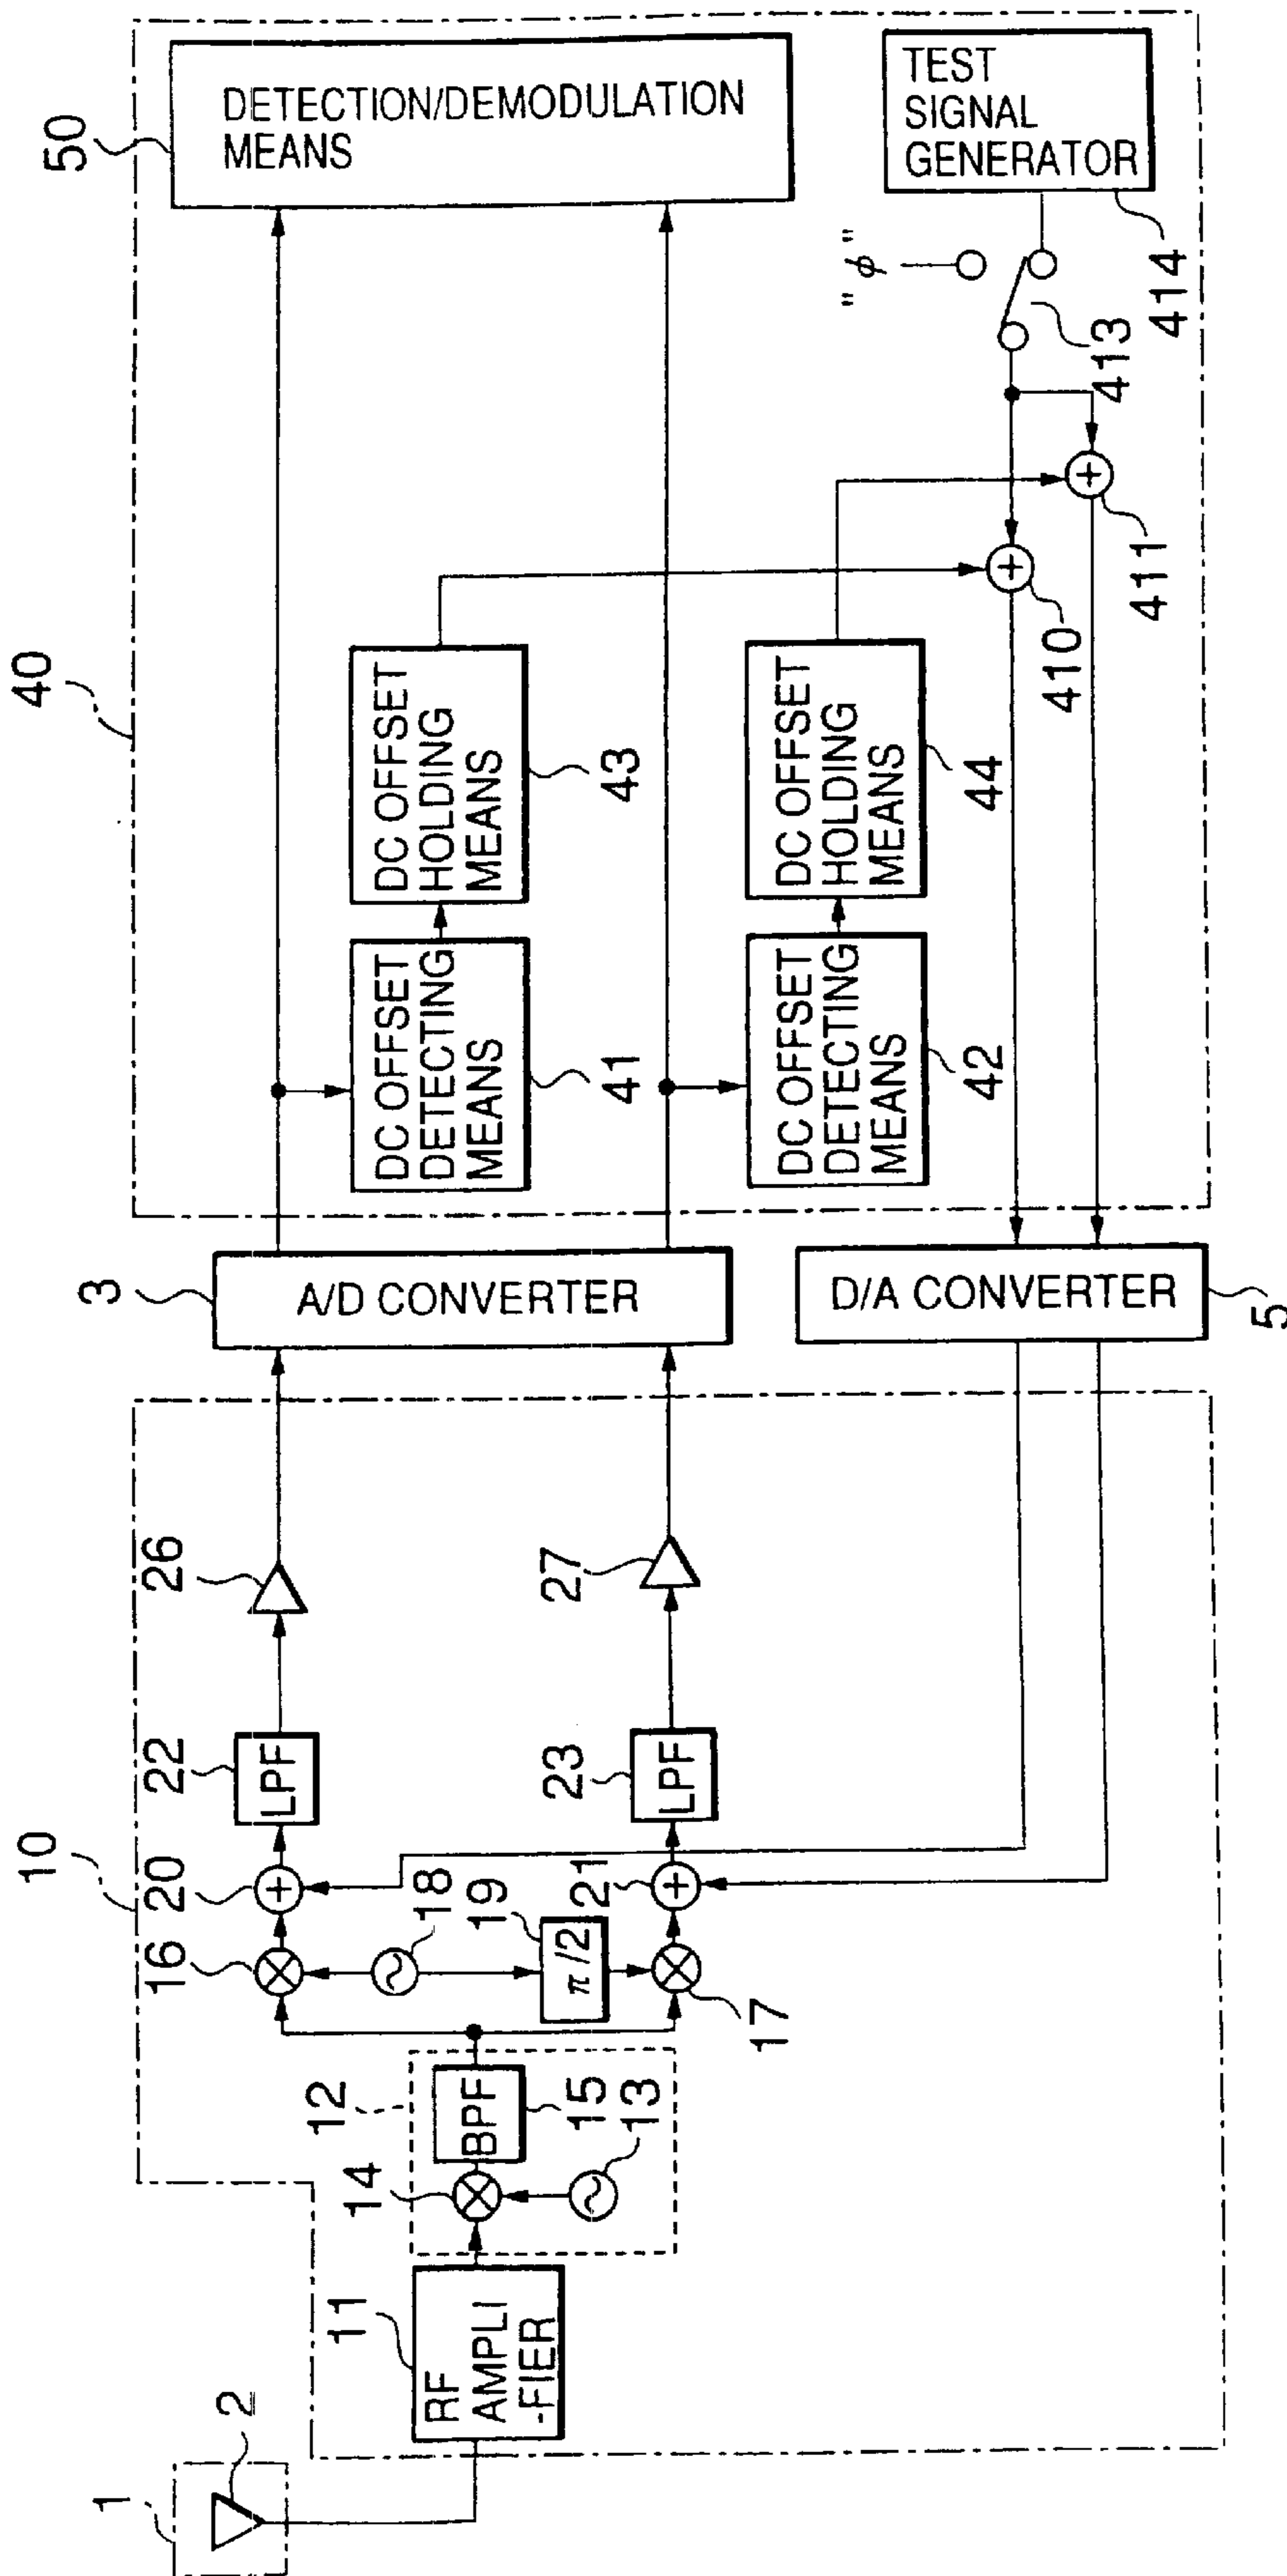 1
2
10
11
RF
AMPLI
-FIER
12
14
BPF
15
13
16
20
22
LPF
26
18
19
π/2
17
21
23
LPF
27
3
A/D CONVERTER
D/A CONVERTER
5
40
50
DETECTION/DEMODULATION
MEANS
DC OFFSET
DETECTING
MEANS
41
DC OFFSET
HOLDING
MEANS
43
DC OFFSET
DETECTING
MEANS
42
DC OFFSET
HOLDING
MEANS
44
410
411
413
414
"ϕ"
TEST
SIGNAL
GENERATOR